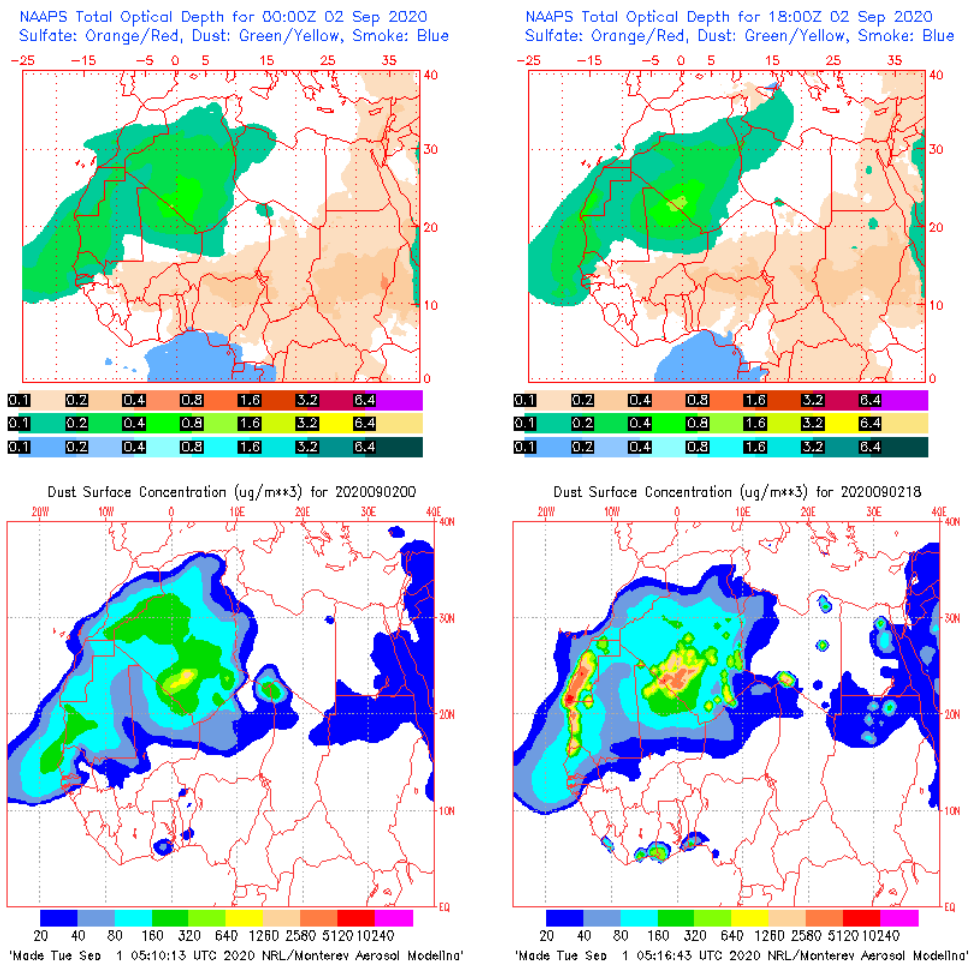 NAAPS Total Optical Depth for 00:00Z 02 Sep 2020
Sulfate: Orange/Red, Dust: Green/Yellow, Smoke: Blue
-25 -15 -5 0 5 15 25 35
40
30
20
10
0
0.1 0.2 0.4 0.8 1.6 3.2 6.4
0.1 0.2 0.4 0.8 1.6 3.2 6.4
0.1 0.2 0.4 0.8 1.6 3.2 6.4
NAAPS Total Optical Depth for 18:00Z 02 Sep 2020
Sulfate: Orange/Red, Dust: Green/Yellow, Smoke: Blue
-25 -15 -5 0 5 15 25 35
40
30
20
10
0
0.1 0.2 0.4 0.8 1.6 3.2 6.4
0.1 0.2 0.4 0.8 1.6 3.2 6.4
0.1 0.2 0.4 0.8 1.6 3.2 6.4
Dust Surface Concentration (ug/m**3) for 2020090200
20W 10W 0 10E 20E 30E 40E
40N
30N
20N
10N
EQ
20 40 80 160 320 640 1260 2580 5120 10240
'Made Tue Sep 1 05:10:13 UTC 2020 NRL/Monterey Aerosol Modeling'
Dust Surface Concentration (ug/m**3) for 2020090218
20W 10W 0 10E 20E 30E 40E
40N
30N
20N
10N
EQ
20 40 80 160 320 640 1260 2580 5120 10240
'Made Tue Sep 1 05:16:43 UTC 2020 NRL/Monterey Aerosol Modeling'